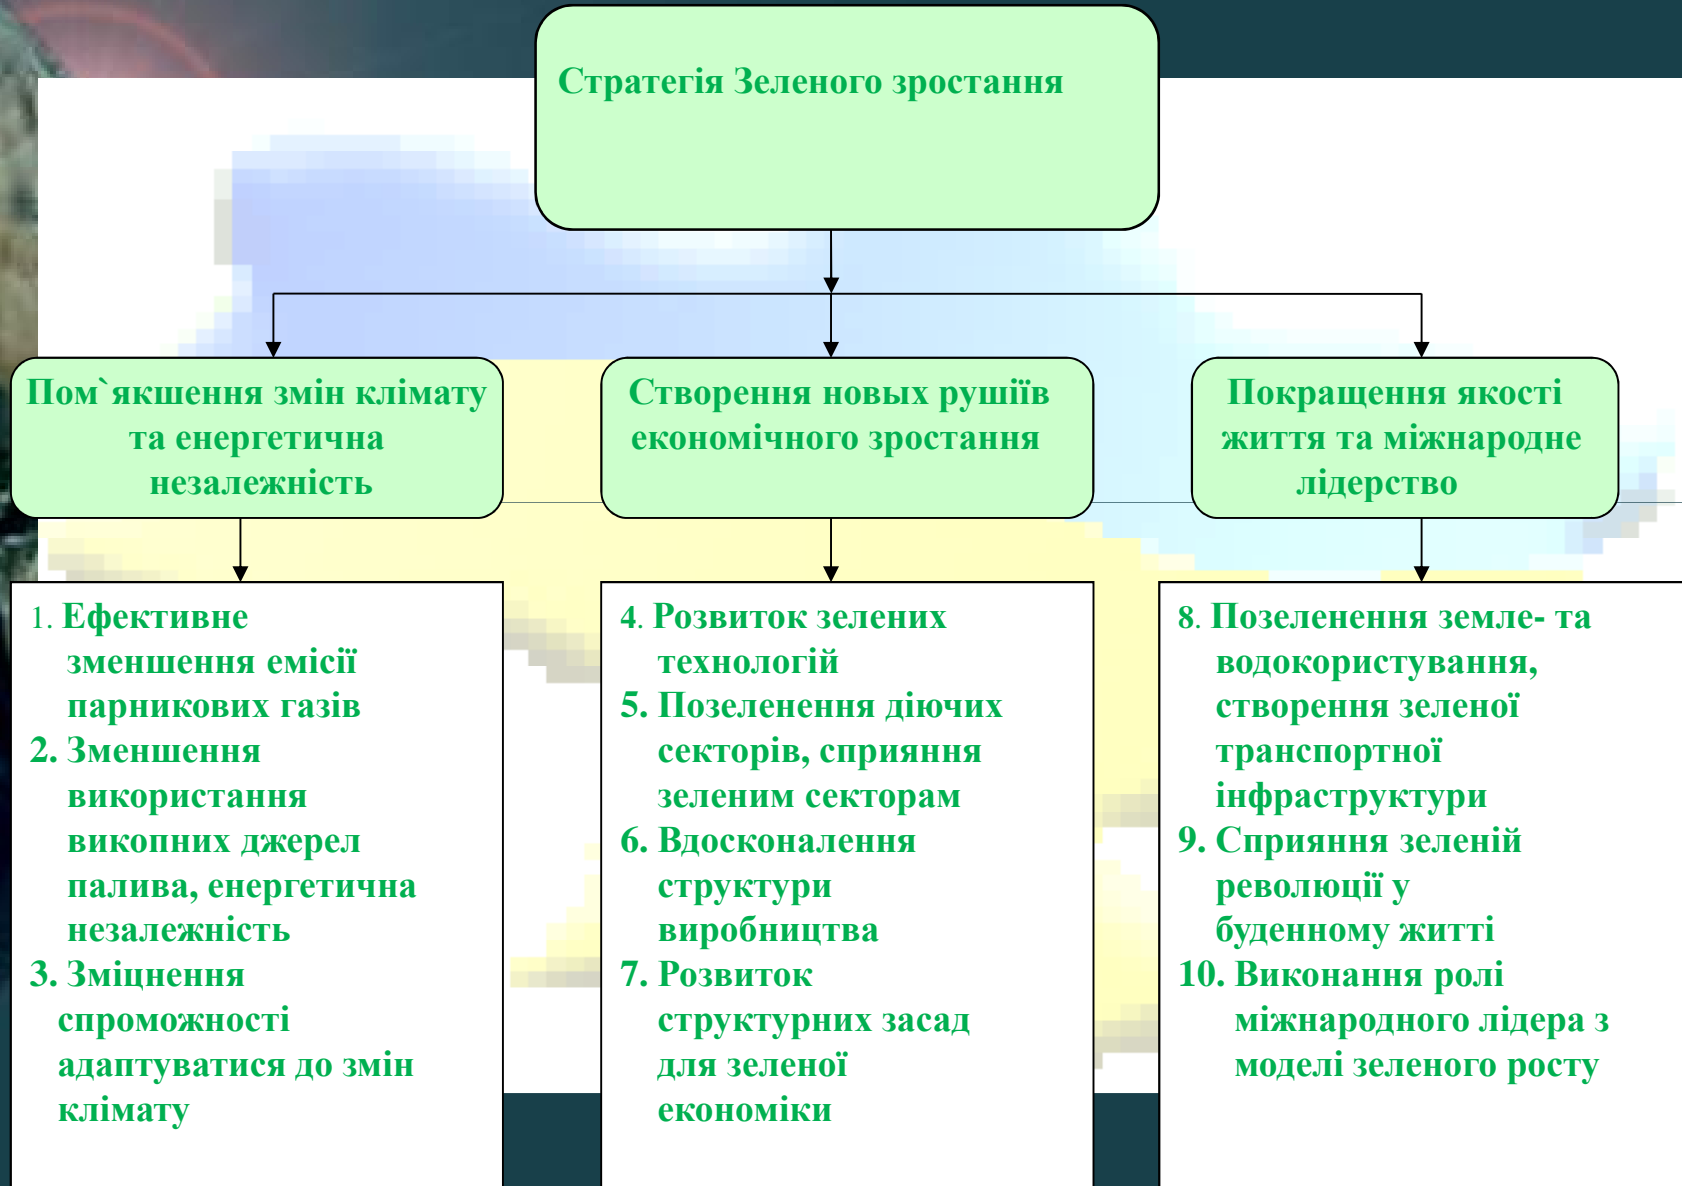 Стратегія Зеленого зростання
Пом`якшення змін клімату
та енергетична
незалежність
Створення новых рушіїв
економічного зростання
Покращення якості
життя та міжнародне
лідерство
1. Ефективне
зменшення емісії
парникових газів
2. Зменшення
використання
викопних джерел
палива, енергетична
незалежність
3. Зміцнення
спроможності
адаптуватися до змін
клімату
4. Розвиток зелених
технологій
5. Позеленення діючих
секторів, сприяння
зеленим секторам
6. Вдосконалення
структури
виробництва
7. Розвиток
структурних засад
для зеленої
економіки
8. Позеленення земле- та
водокористування,
створення зеленої
транспортної
інфраструктури
9. Сприяння зеленій
революції у
буденному житті
10. Виконання ролі
міжнародного лідера з
моделі зеленого росту